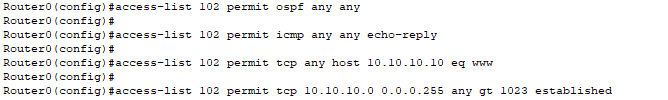 Router0(config)#access-list 102 permit ospf any any
Router0(config)#
Router0(config)#access-list 102 permit icmp any any echo-reply
Router0(config)#
Router0(config)#access-list 102 permit tcp any host 10.10.10.10 eq www
Router0(config)#
Router0(config)#access-list 102 permit tcp 10.10.10.0 0.0.0.255 any gt 1023 established